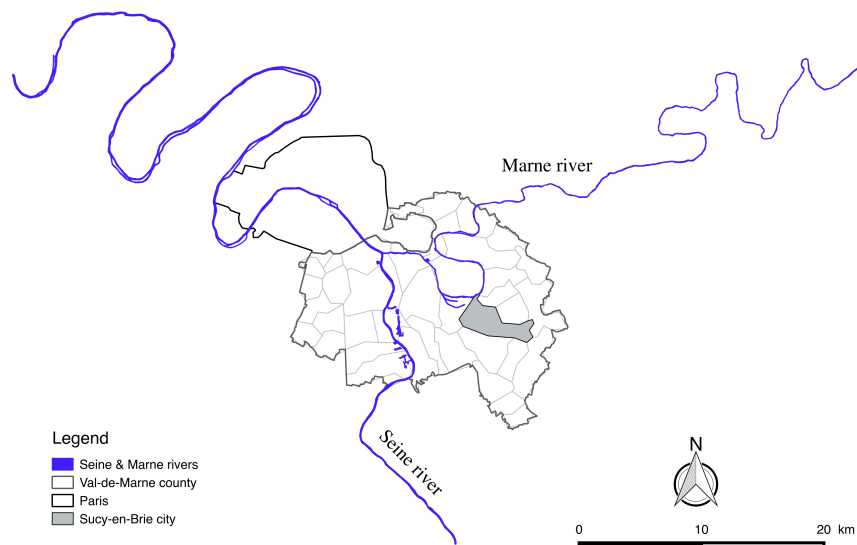 Marne river
Seine river
Legend
Seine & Marne rivers
Val-de-Marne county
Paris
Sucy-en-Brie city
N
0 10 20 km